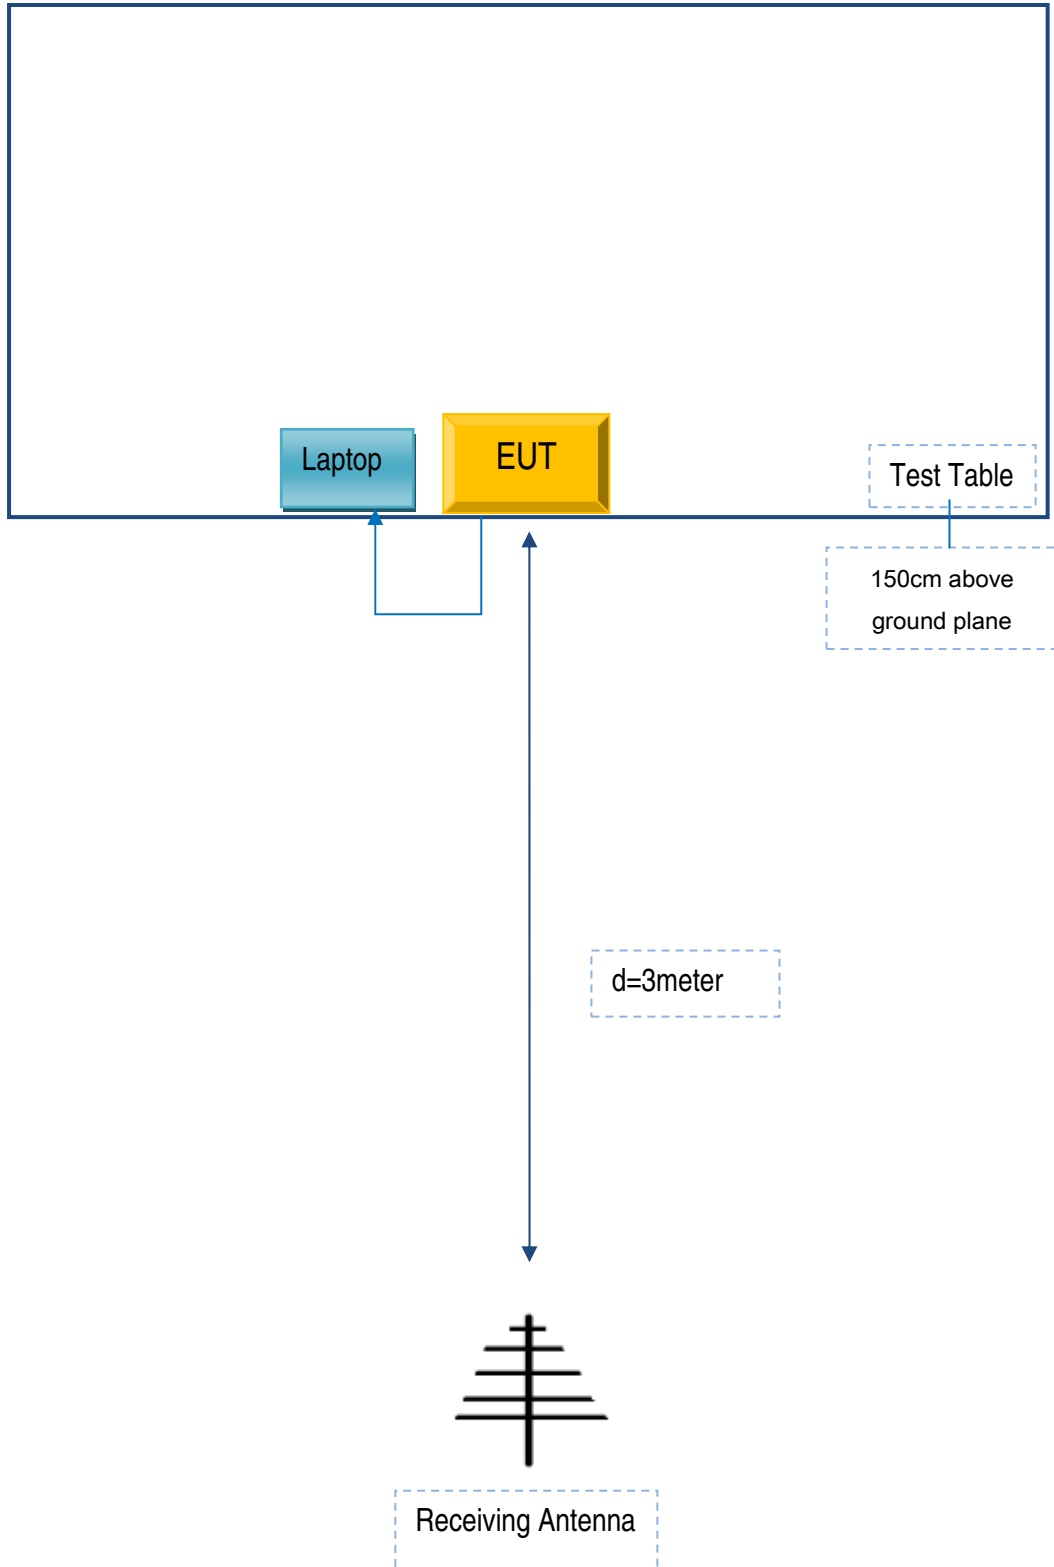 Laptop
EUT
Test Table
150cm above
ground plane
d=3meter
Receiving Antenna